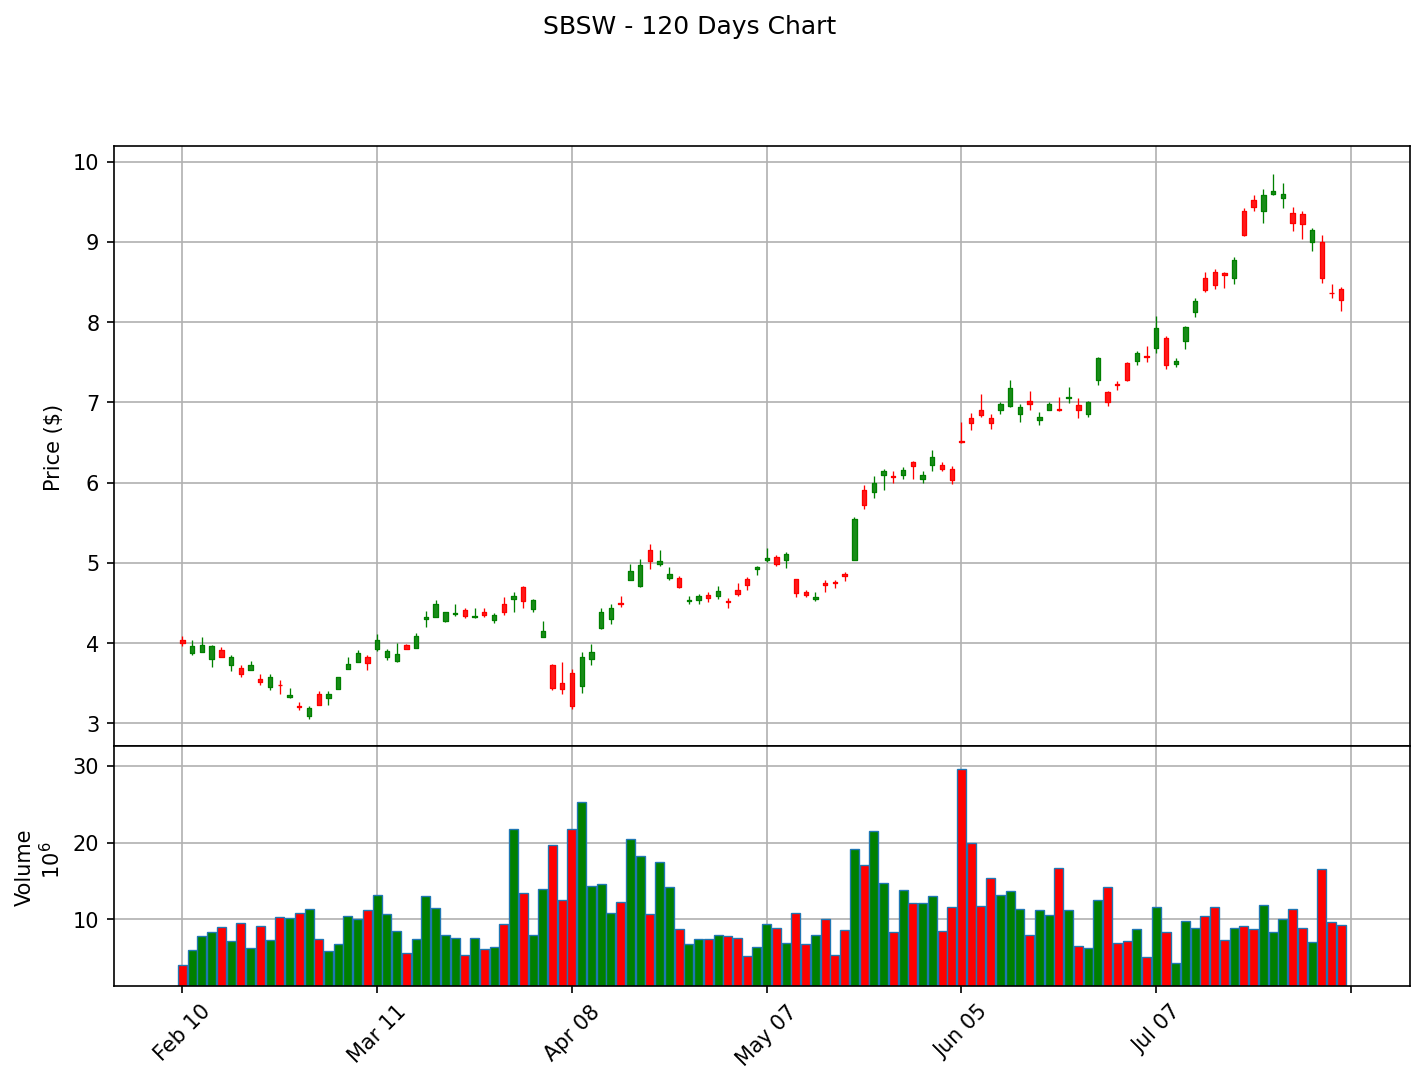 SBSW - 120 Days Chart
10
9
8
7
6
5
4
3
Price ($)
30
20
10
Volume
10^6
Feb 10
Mar 11
Apr 08
May 07
Jun 05
Jul 07